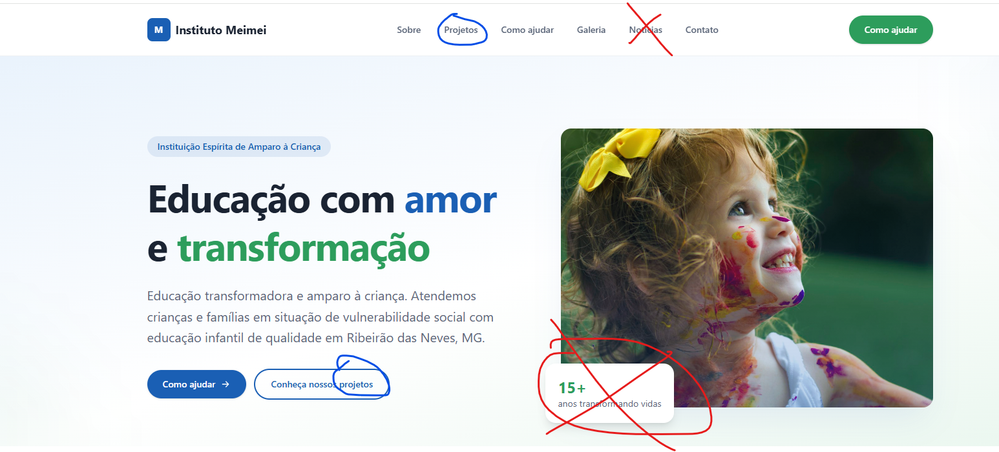 M Instituto Meimei
Sobre Projetos Como ajudar Galeria Notícias Contato
Como ajudar
Instituição Espírita de Amparo à Criança
Educação com amor
e transformação
Educação transformadora e amparo à criança. Atendemos
crianças e famílias em situação de vulnerabilidade social com
educação infantil de qualidade em Ribeirão das Neves, MG.
Como ajudar →
Conheça nossos projetos
15+
anos transformando vidas